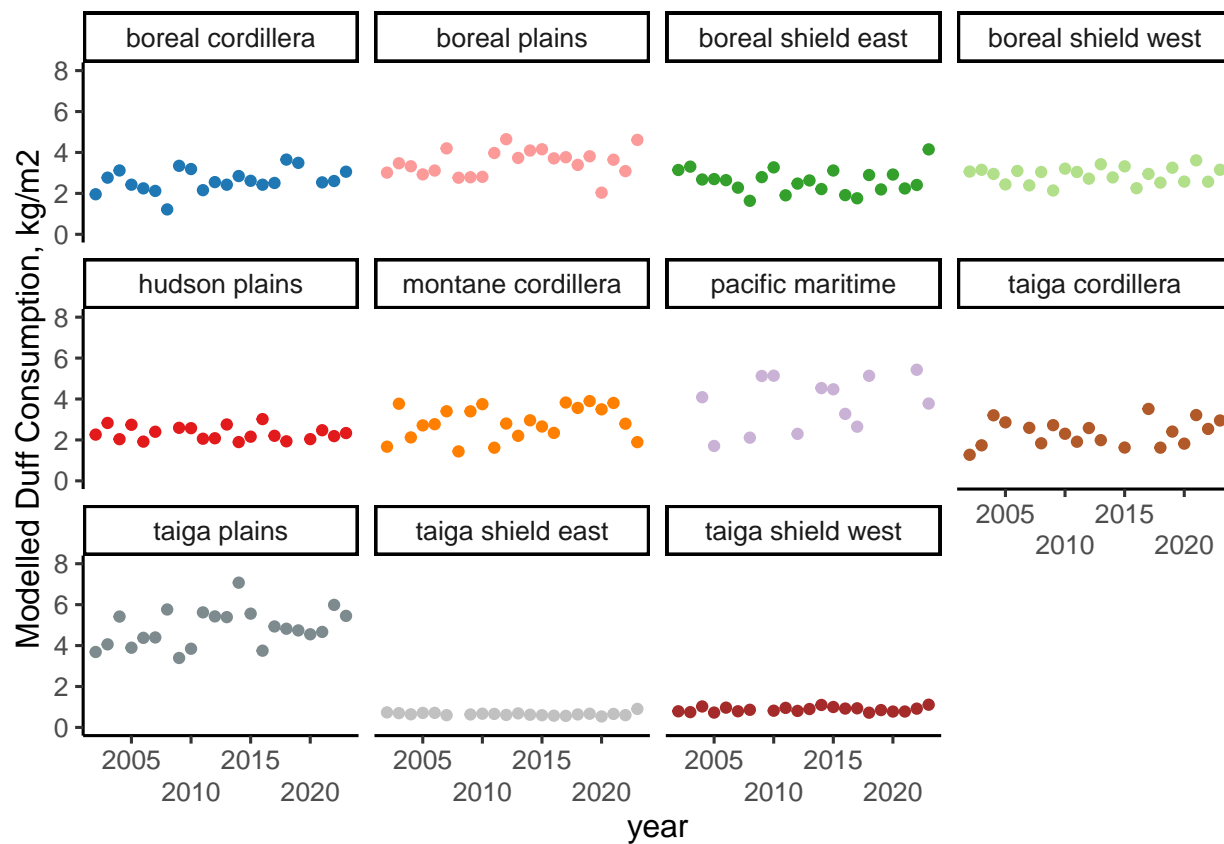 boreal cordillera boreal plains boreal shield east boreal shield west
8
6
4
2
0
hudson plains montane cordillera pacific maritime taiga cordillera
8
6
4
2
0
2005 2015
2010 2020
taiga plains taiga shield east taiga shield west
8
6
4
2
0
2005 2015 2005 2015 2005 2015
2010 2020 2010 2020 2010 2020
year
Modelled Duff Consumption, kg/m2